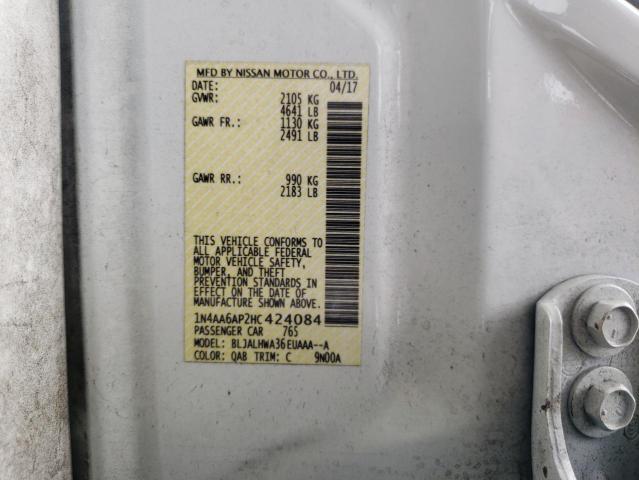 MFD BY NISSAN MOTOR CO., LTD.
DATE: 04/17
GVWR: 2105 KG
4641 LB
GAWR FR.: 1130 KG
2491 LB
GAWR RR.: 990 KG
2183 LB
THIS VEHICLE CONFORMS TO
ALL APPLICABLE FEDERAL
MOTOR VEHICLE SAFETY,
BUMPER, AND THEFT
PREVENTION STANDARDS IN
EFFECT ON THE DATE OF
MANUFACTURE SHOWN ABOVE.
1N4AA6AP2HC424084
PASSENGER CAR 765
MODEL: BLJALHWA36EUAAA--A
COLOR: QAB TRIM: C 9N00A